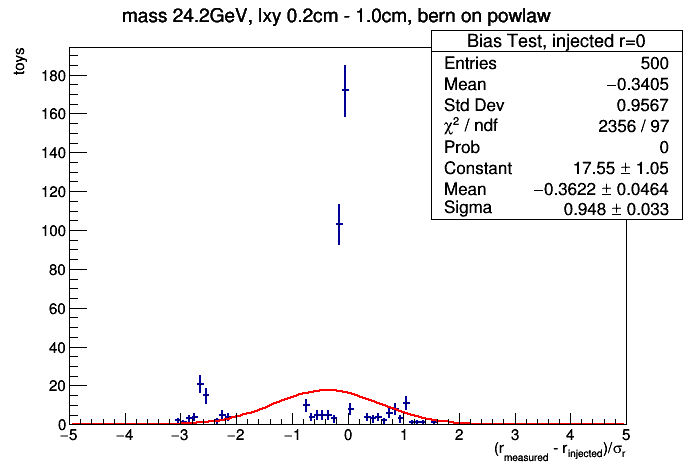 mass 24.2GeV, lxy 0.2cm - 1.0cm, bern on powlaw
Bias Test, injected r=0
Entries 500
Mean −0.3405
Std Dev 0.9567
χ² / ndf 2356 / 97
Prob 0
Constant 17.55 ± 1.05
Mean −0.3622 ± 0.0464
Sigma 0.948 ± 0.033
toys
180
160
140
120
100
80
60
40
20
0
−5 −4 −3 −2 −1 0 1 2 3 4 5
(r_measured - r_injected)/σ_r